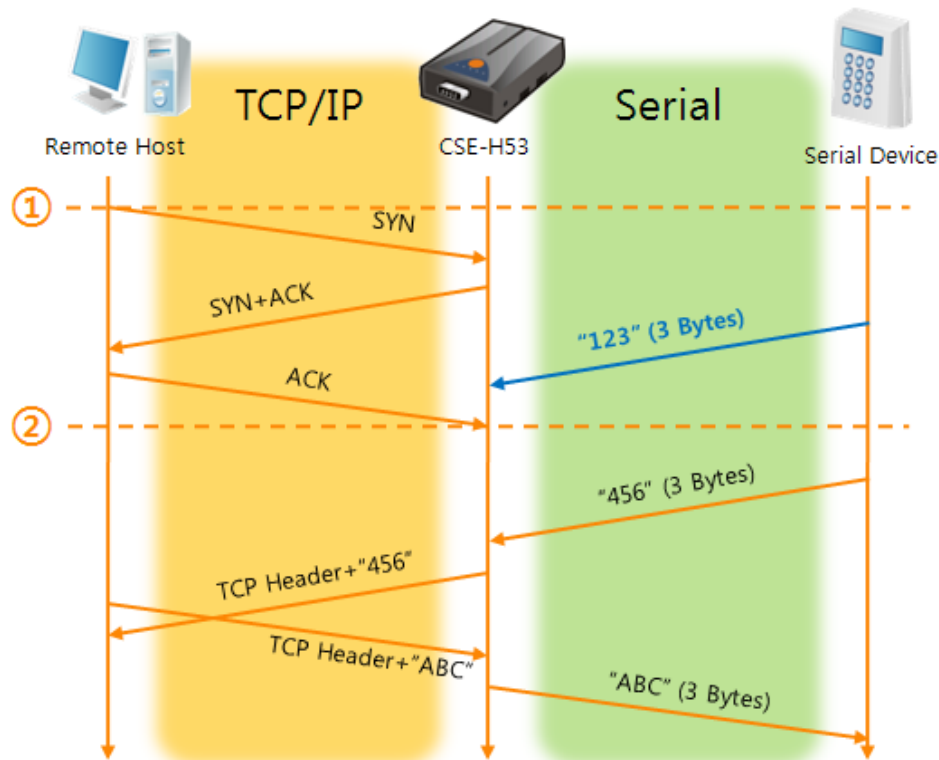 TCP/IP
Serial
Remote Host
CSE-H53
Serial Device
①
SYN
SYN+ACK
“123” (3 Bytes)
ACK
②
“456” (3 Bytes)
TCP Header+“456”
TCP Header+“ABC”
“ABC” (3 Bytes)